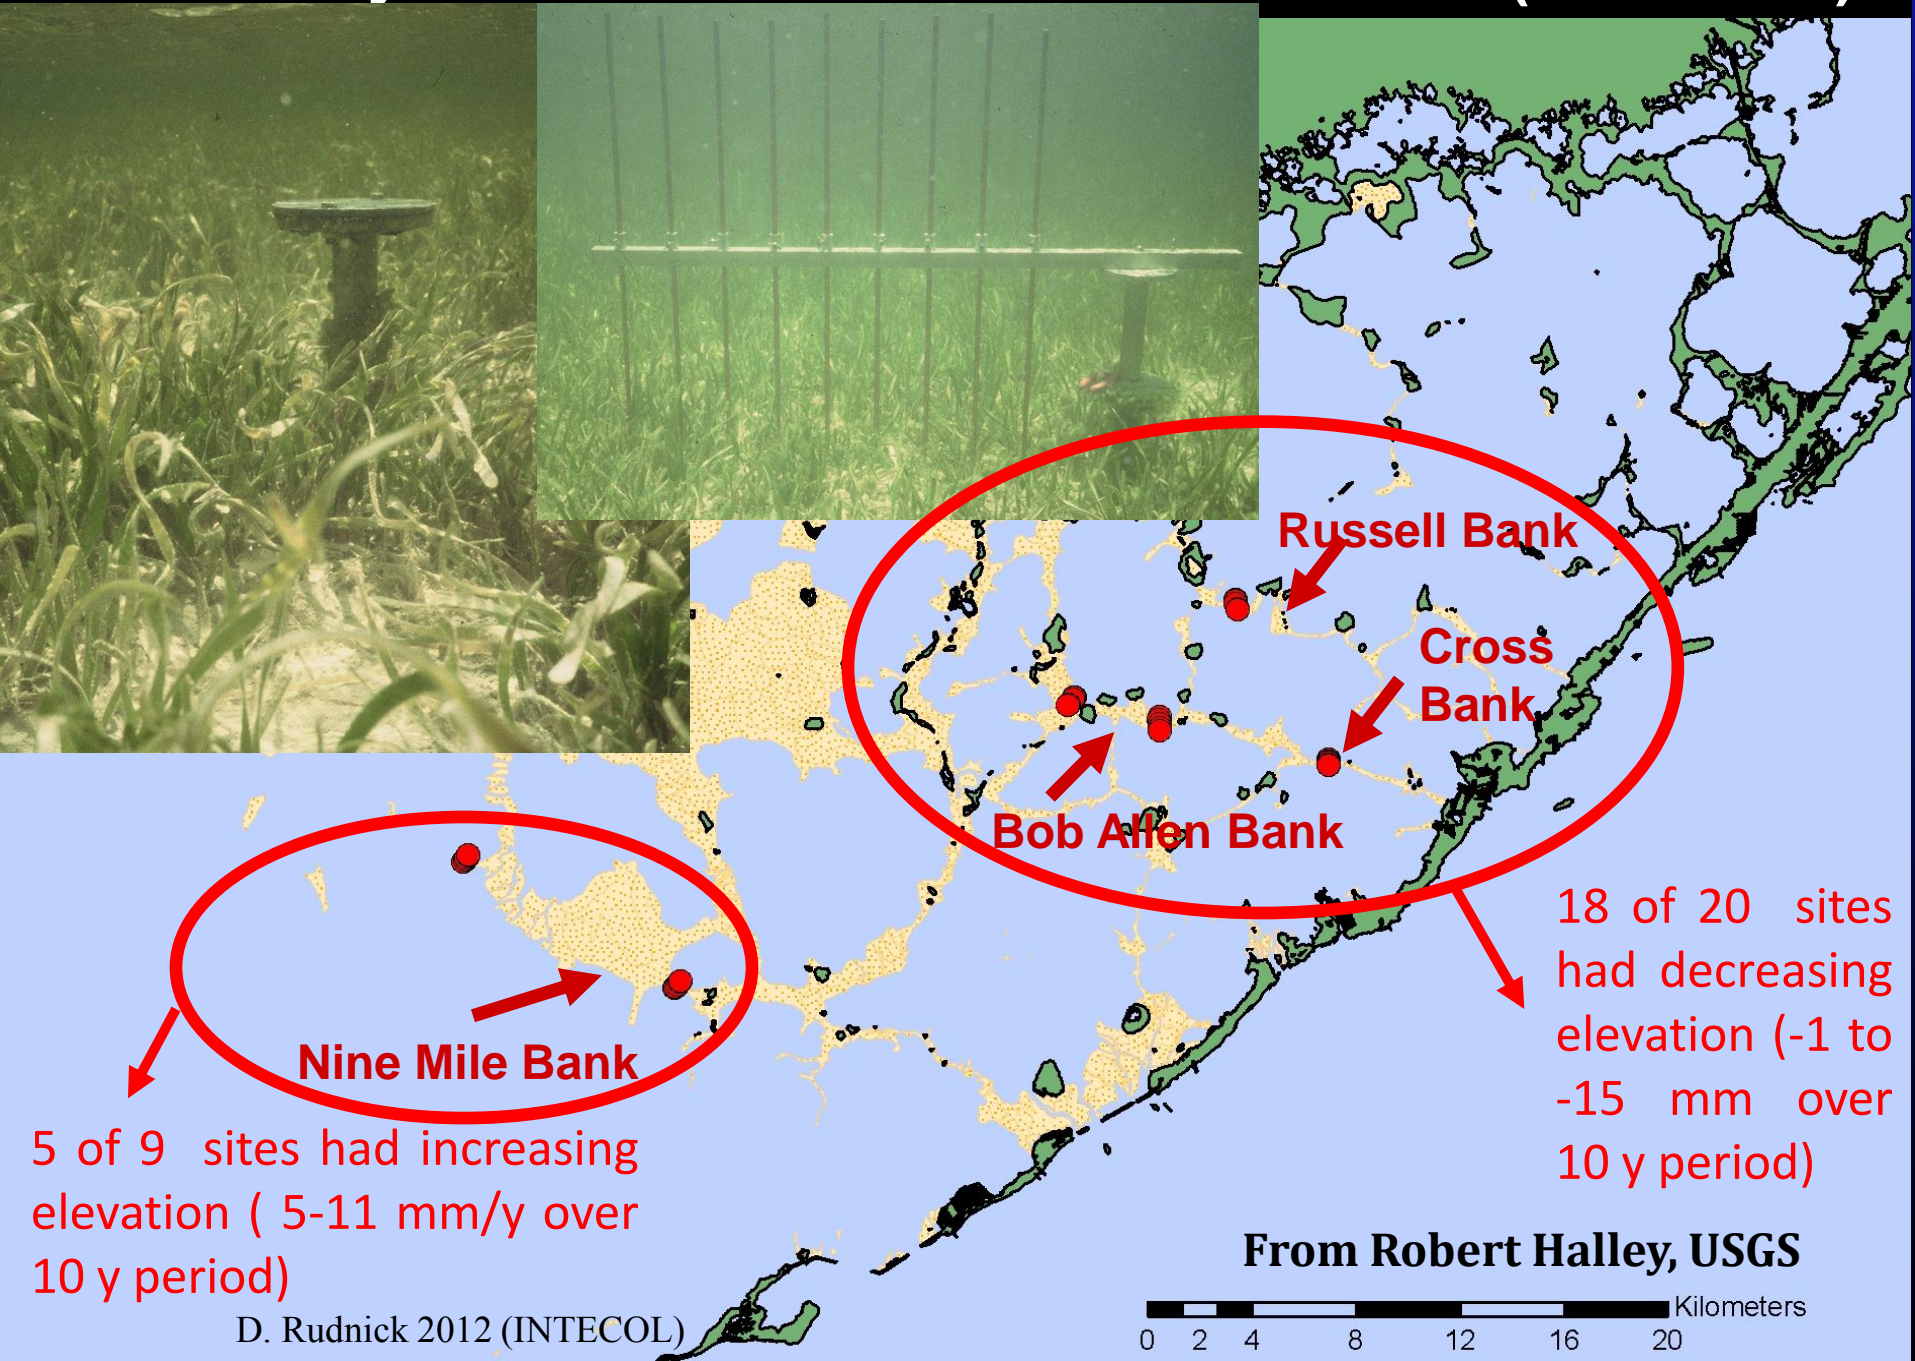 Russell Bank
Cross
Bank
Bob Allen Bank
Nine Mile Bank
18 of 20 sites
had decreasing
elevation (-1 to
-15 mm over
10 y period)
5 of 9 sites had increasing
elevation ( 5-11 mm/y over
10 y period)
From Robert Halley, USGS
D. Rudnick 2012 (INTECOL)
Kilometers
0 2 4 8 12 16 20